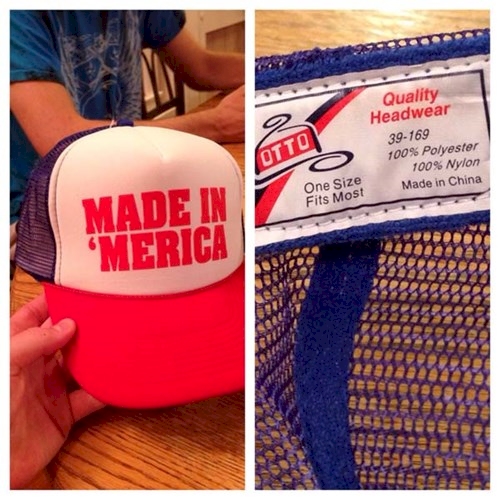 MADE IN
‘MERICA
OTTO
Quality
Headwear
39-169
100% Polyester
100% Nylon
Made in China
One Size
Fits Most